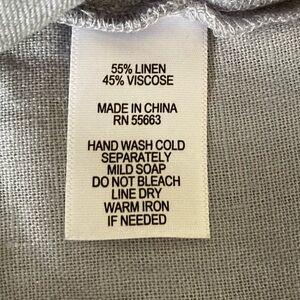 55% LINEN
45% VISCOSE
MADE IN CHINA
RN 55663
HAND WASH COLD
SEPARATELY
MILD SOAP
DO NOT BLEACH
LINE DRY
WARM IRON
IF NEEDED